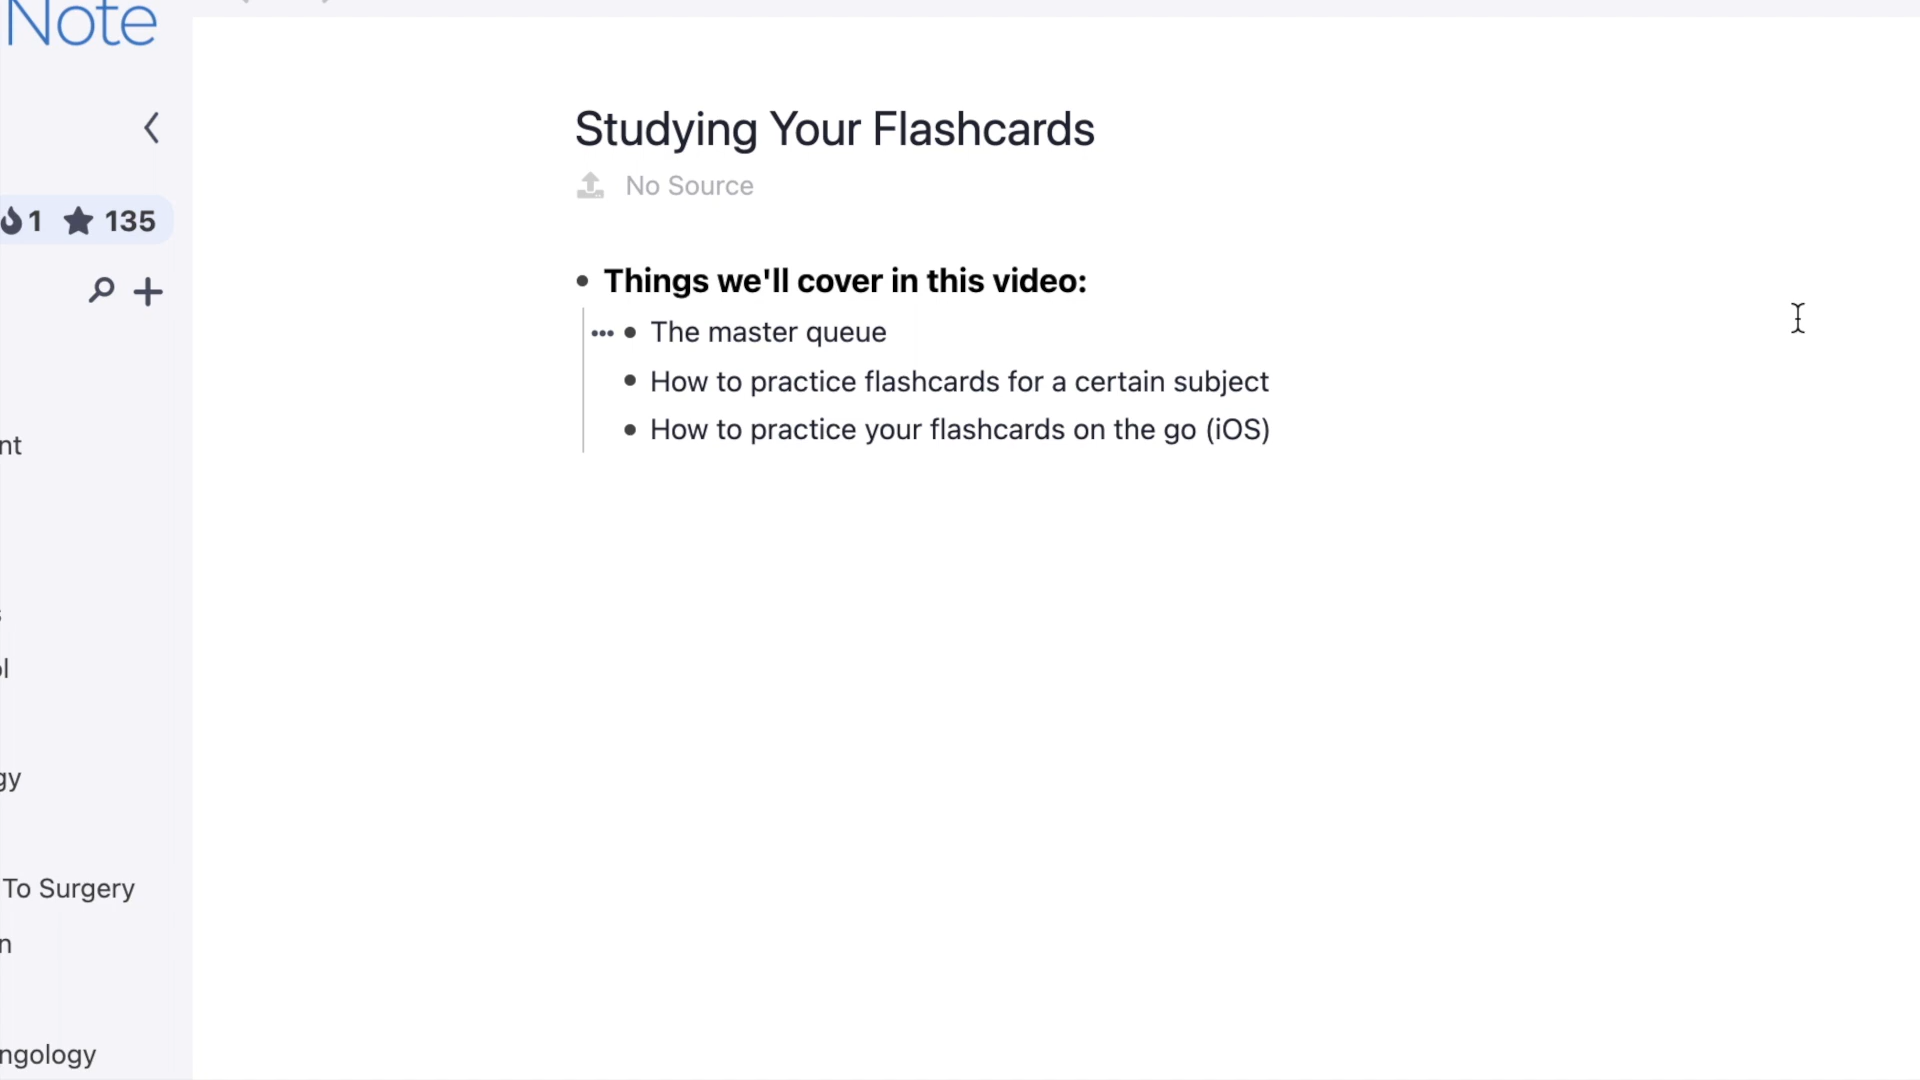 Note
1 135
Studying Your Flashcards
No Source
Things we'll cover in this video:
The master queue
How to practice flashcards for a certain subject
How to practice your flashcards on the go (iOS)
nt
gy
To Surgery
n
ngology